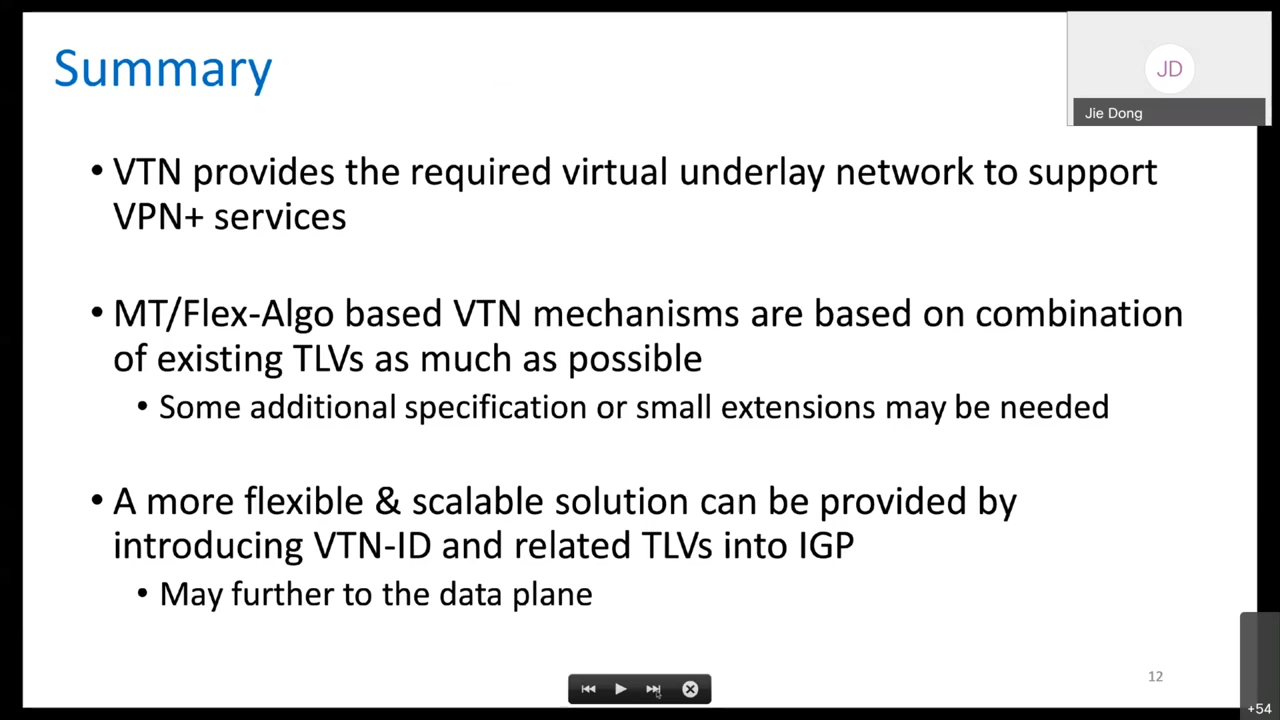 Summary
JD
Jie Dong
• VTN provides the required virtual underlay network to support
VPN+ services
• MT/Flex-Algo based VTN mechanisms are based on combination
of existing TLVs as much as possible
• Some additional specification or small extensions may be needed
• A more flexible & scalable solution can be provided by
introducing VTN-ID and related TLVs into IGP
• May further to the data plane
12
+54